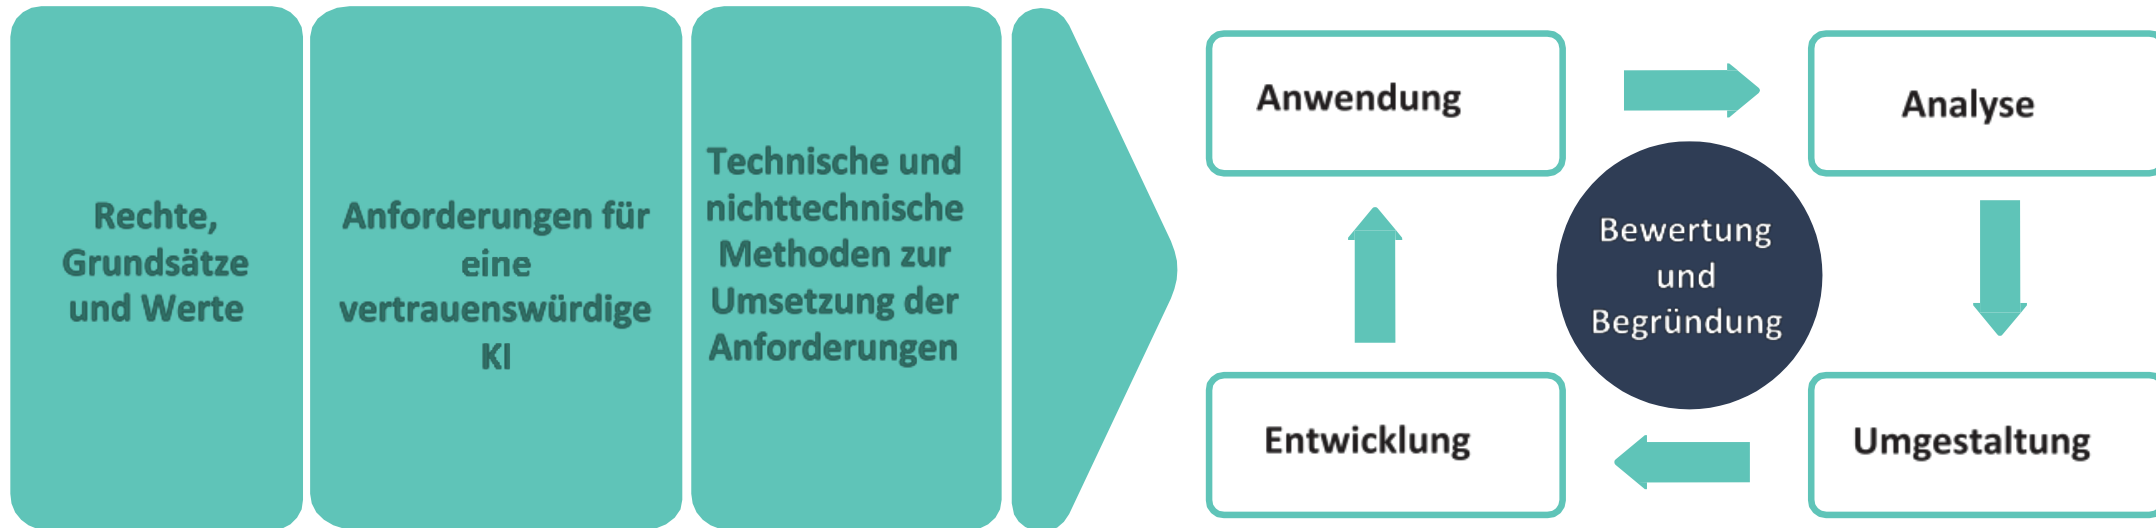 Rechte,
Grundsätze
und Werte
Anforderungen für
eine
vertrauenswürdige
KI
Technische und
nichttechnische
Methoden zur
Umsetzung der
Anforderungen
Anwendung
Analyse
Bewertung
und
Begründung
Entwicklung
Umgestaltung